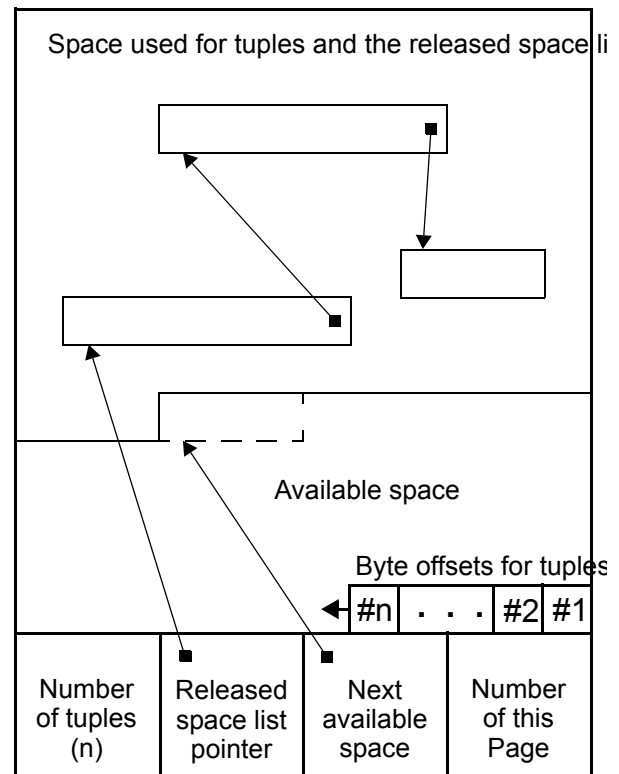 Space used for tuples and the released space li
Available space
Byte offsets for tuples
#n . . . #2 #1
Number
of tuples
(n)
Released
space list
pointer
Next
available
space
Number
of this
Page